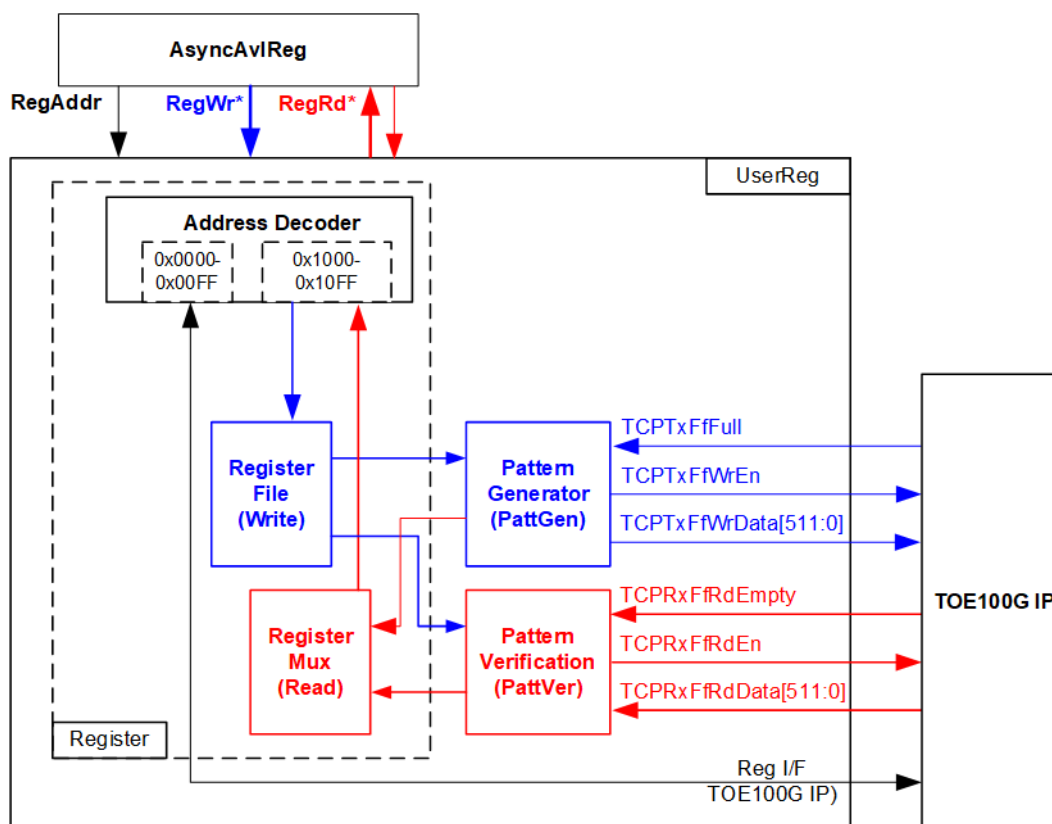 AsyncAvlReg
RegAddr
RegWr*
RegRd*
UserReg
Address Decoder
0x0000-
0x00FF
0x1000-
0x10FF
Register
File
(Write)
Pattern
Generator
(PattGen)
TCPTxFfFull
TCPTxFfWrEn
TCPTxFfWrData[511:0]
Register
Mux
(Read)
Pattern
Verification
(PattVer)
TCPRxFfRdEmpty
TCPRxFfRdEn
TCPRxFfRdData[511:0]
TOE100G IP
Register
Reg I/F
TOE100G IP)